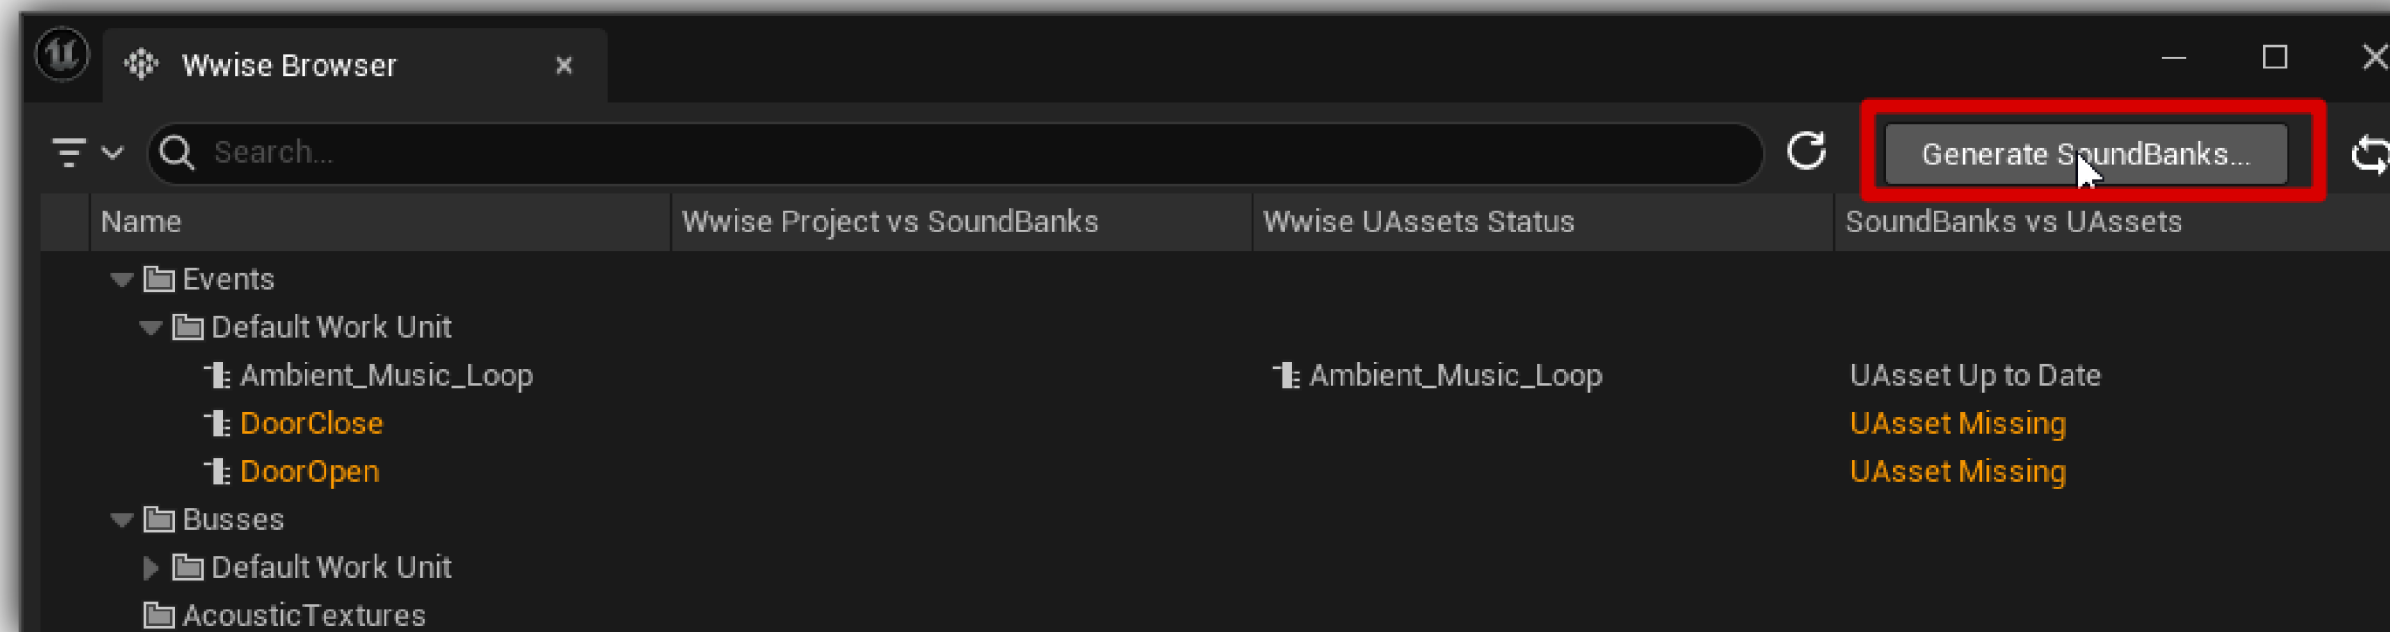 Wwise Browser
Search...
Generate SoundBanks...
Name Wwise Project vs SoundBanks Wwise UAssets Status SoundBanks vs UAssets
Events
Default Work Unit
Ambient_Music_Loop Ambient_Music_Loop UAsset Up to Date
DoorClose UAsset Missing
DoorOpen UAsset Missing
Busses
Default Work Unit
AcousticTextures